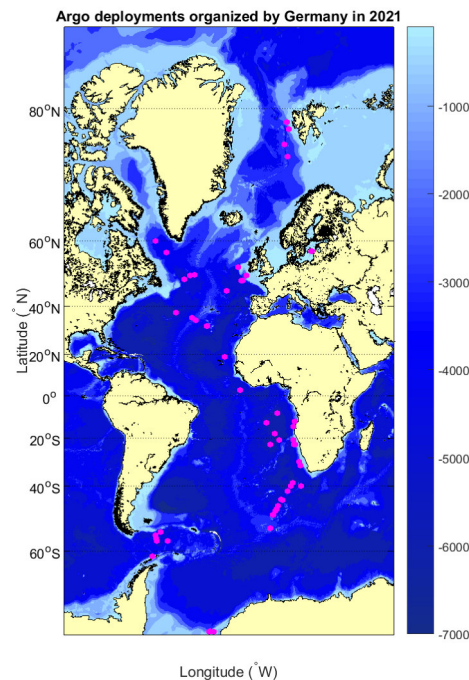 Argo deployments organized by Germany in 2021
80°N
60°N
40°N
20°N
0°
20°S
40°S
60°S
Latitude (°N)
Longitude (°W)
-1000
-2000
-3000
-4000
-5000
-6000
-7000